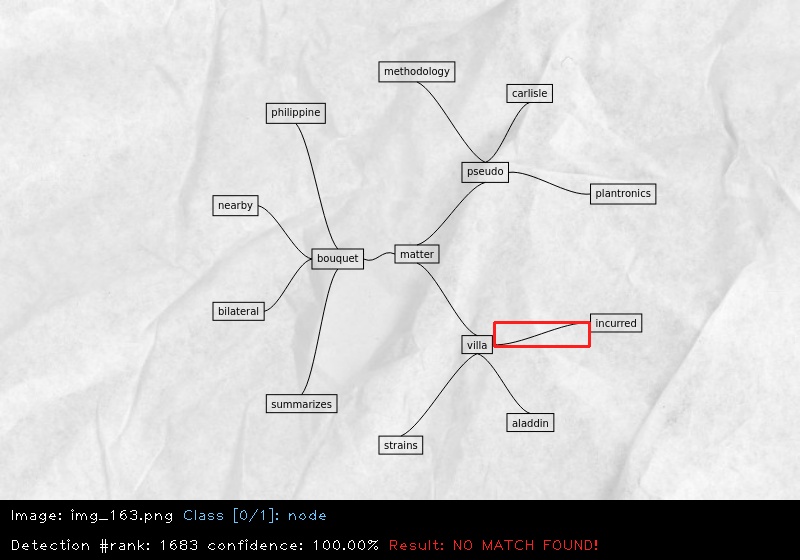 methodology
carlisle
philippine
pseudo
plantronics
nearby
bouquet
matter
bilateral
incurred
villa
summarizes
aladdin
strains
Image: img_163.png Class [0/1]: node
Detection #rank: 1683 confidence: 100.00% Result: NO MATCH FOUND!